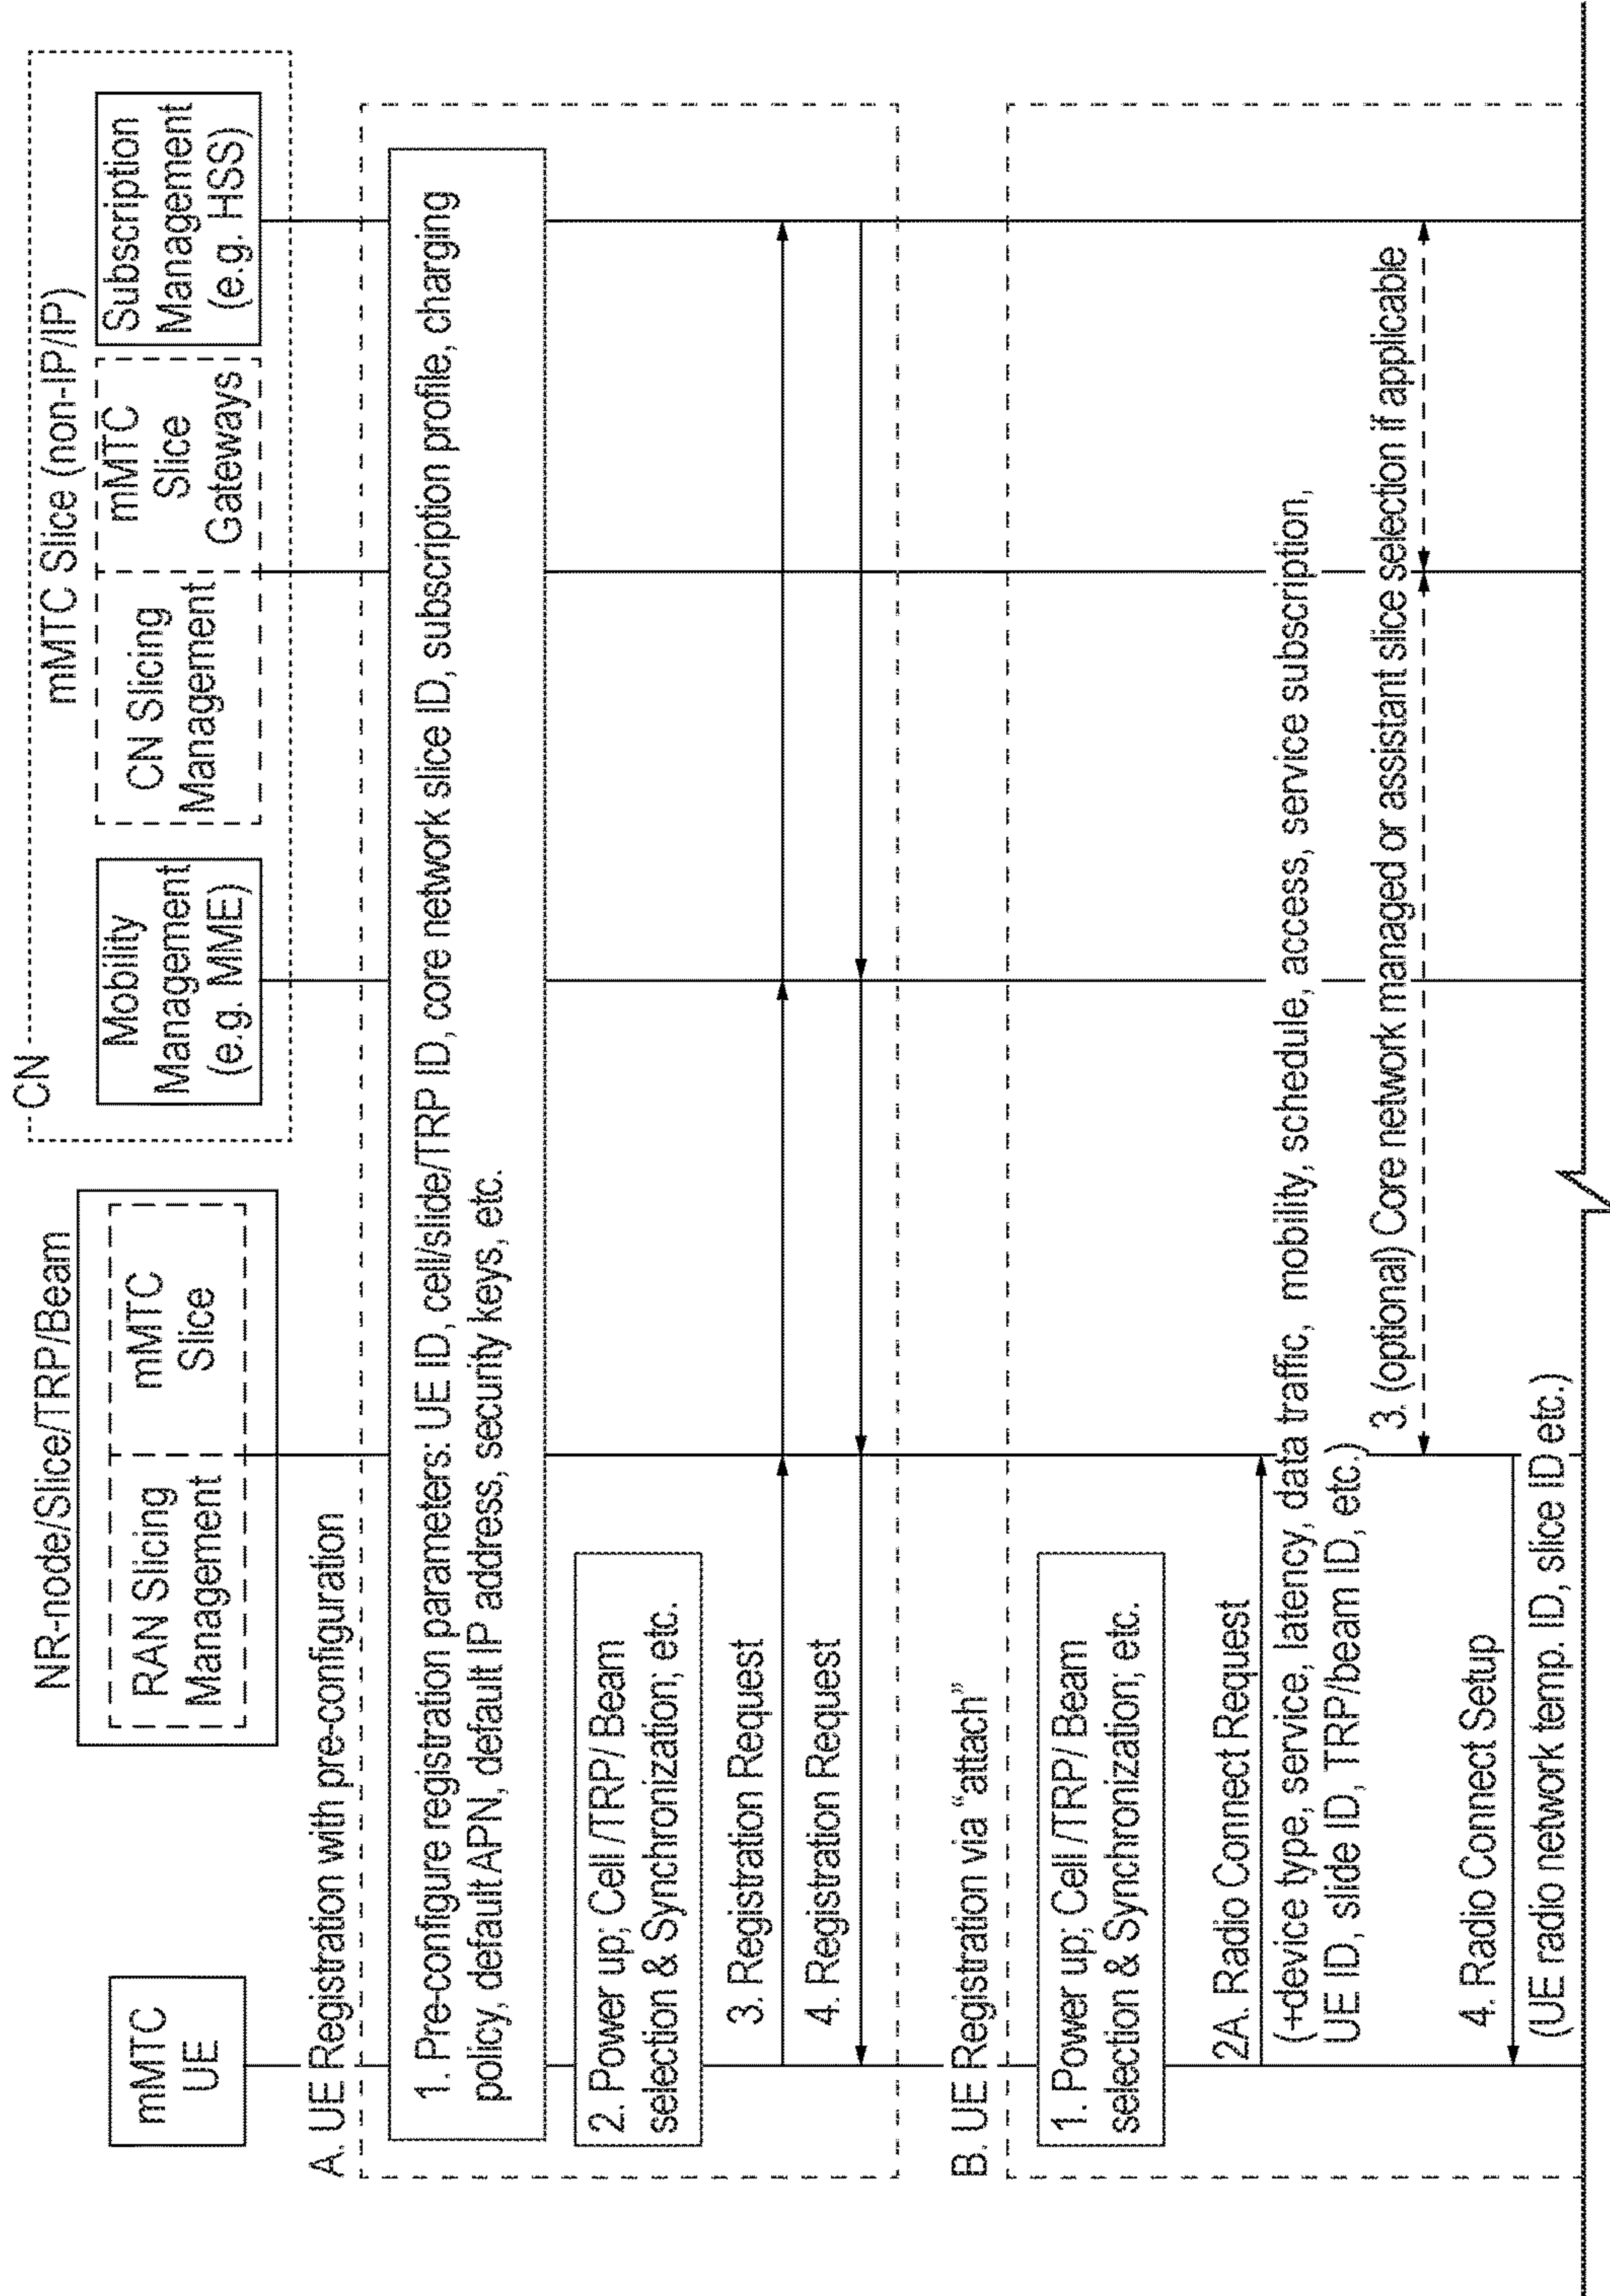 CN
mMTC Slice (non-IP/IP)
NR-node/Slice/TRP/Beam
mMTC
UE
RAN Slicing
Management
mMTC
Slice
Mobility
Management
(e.g. MME)
CN Slicing
Management
mMTC
Slice
Gateways
Subscription
Management
(e.g. HSS)
A. UE Registration with pre-configuration
1. Pre-configure registration parameters: UE ID, cell/slide/TRP ID, core network slice ID, subscription profile, charging
policy, default APN, default IP address, security keys, etc.
2. Power up; Cell /TRP/ Beam
selection & Synchronization; etc.
3. Registration Request
4. Registration Request
B. UE Registration via “attach”
1. Power up; Cell /TRP/ Beam
selection & Synchronization; etc.
2A. Radio Connect Request
(+device type, service, latency, data traffic, mobility, schedule, access, service subscription,
UE ID, slide ID, TRP/beam ID, etc.)
3. (optional) Core network managed or assistant slice selection if applicable
4. Radio Connect Setup
(UE radio network temp. ID, slice ID etc.)